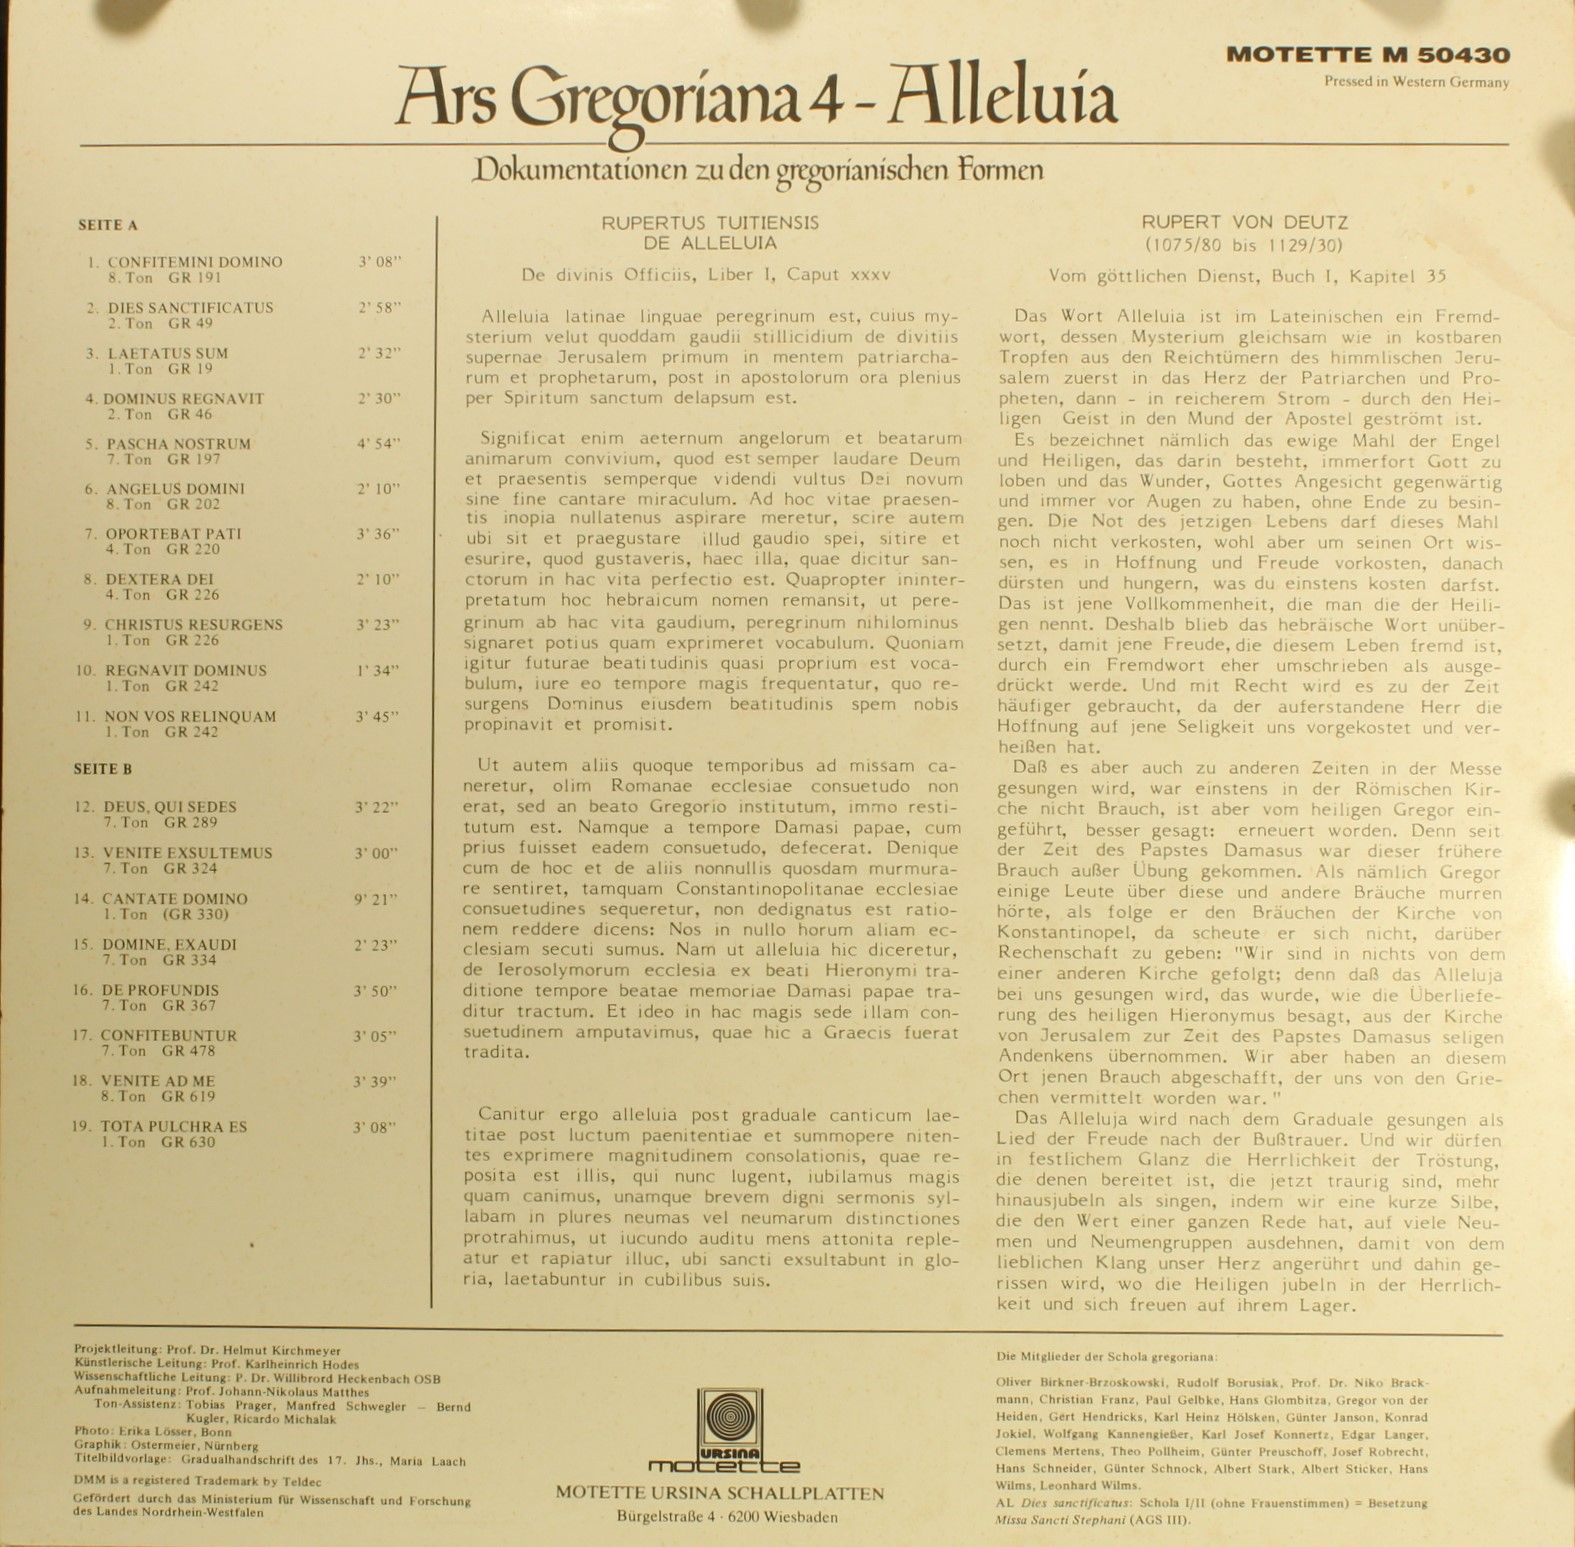 MOTETTE M 50430
Pressed in Western Germany
Ars Gregoriana 4 - Alleluia
Dokumentationen zu den gregorianischen Formen
SEITE A
1. CONFITEMINI DOMINO 3' 08"
8. Ton GR 191
2. DIES SANCTIFICATUS 2' 58"
2. Ton GR 49
3. LAETATUS SUM 2' 32"
1. Ton GR 19
4. DOMINUS REGNAVIT 2' 30"
2. Ton GR 46
5. PASCHA NOSTRUM 4' 54"
7. Ton GR 197
6. ANGELUS DOMINI 2' 10"
8. Ton GR 202
7. OPORTEBAT PATI 3' 36"
4. Ton GR 220
8. DEXTERA DEI 2' 10"
4. Ton GR 226
9. CHRISTUS RESURGENS 3' 23"
1. Ton GR 226
10. REGNAVIT DOMINUS 1' 34"
1. Ton GR 242
11. NON VOS RELINQUAM 3' 45"
1. Ton GR 242
SEITE B
12. DEUS, QUI SEDES 3' 22"
7. Ton GR 289
13. VENITE EXSULTEMUS 3' 00"
7. Ton GR 324
14. CANTATE DOMINO 9' 21"
1. Ton (GR 330)
15. DOMINE, EXAUDI 2' 23"
7. Ton GR 334
16. DE PROFUNDIS 3' 50"
7. Ton GR 367
17. CONFITEBUNTUR 3' 05"
7. Ton GR 478
18. VENITE AD ME 3' 39"
8. Ton GR 619
19. TOTA PULCHRA ES 3' 08"
1. Ton GR 630
RUPERTUS TUITIENSIS
DE ALLELUIA
De divinis Officiis, Liber I, Caput xxxv
Alleluia latinae linguae peregrinum est, cuius my-
sterium velut quoddam gaudii stillicidium de divitiis
supernae Jerusalem primum in mentem patriarcha-
rum et prophetarum, post in apostolorum ora plenius
per Spiritum sanctum delapsum est.
Significat enim aeternum angelorum et beatarum
animarum convivium, quod est semper laudare Deum
et praesentis semperque videndi vultus Dei novum
sine fine cantare miraculum. Ad hoc vitae praesen-
tis inopia nullatenus aspirare meretur, scire autem
ubi sit et praegustare illud gaudio spei, sitire et
esurire, quod gustaveris, haec illa, quae dicitur san-
ctorum in hac vita perfectio est. Quapropter ininter-
pretatum hoc hebraicum nomen remansit, ut pere-
grinum ab hac vita gaudium, peregrinum nihilominus
signaret potius quam exprimeret vocabulum. Quoniam
igitur futurae beatitudinis quasi proprium est voca-
bulum, iure eo tempore magis frequentatur, quo re-
surgens Dominus eiusdem beatitudinis spem nobis
propinavit et promisit.
Ut autem aliis quoque temporibus ad missam ca-
neretur, olim Romanae ecclesiae consuetudo non
erat, sed an beato Gregorio institutum, immo resti-
tutum est. Namque a tempore Damasi papae, cum
prius fuisset eadem consuetudo, defecerat. Denique
cum de hoc et de aliis nonnullis quosdam murmura-
re sentiret, tamquam Constantinopolitanae ecclesiae
consuetudines sequeretur, non dedignatus est ratio-
nem reddere dicens: Nos in nullo horum aliam ec-
clesiam secuti sumus. Nam ut alleluia hic diceretur,
de Ierosolymorum ecclesia ex beati Hieronymi tra-
ditione tempore beatae memoriae Damasi papae tra-
ditur tractum. Et ideo in hac magis sede illam con-
suetudinem amputavimus, quae hic a Graecis fuerat
tradita.
Canitur ergo alleluia post graduale canticum lae-
titae post luctum paenitentiae et summopere niten-
tes exprimere magnitudinem consolationis, quae re-
posita est illis, qui nunc lugent, iubilamus magis
quam canimus, unamque brevem digni sermonis syl-
labam in plures neumas vel neumarum distinctiones
protrahimus, ut iucundo auditu mens attonita reple-
atur et rapiatur illuc, ubi sancti exsultabunt in glo-
ria, laetabuntur in cubilibus suis.
RUPERT VON DEUTZ
(1075/80 bis 1129/30)
Vom göttlichen Dienst, Buch I, Kapitel 35
Das Wort Alleluia ist im Lateinischen ein Fremd-
wort, dessen Mysterium gleichsam wie in kostbaren
Tropfen aus den Reichtümern des himmlischen Jeru-
salem zuerst in das Herz der Patriarchen und Pro-
pheten, dann - in reicherem Strom - durch den Hei-
ligen Geist in den Mund der Apostel geströmt ist.
Es bezeichnet nämlich das ewige Mahl der Engel
und Heiligen, das darin besteht, immerfort Gott zu
loben und das Wunder, Gottes Angesicht gegenwärtig
und immer vor Augen zu haben, ohne Ende zu besin-
gen. Die Not des jetzigen Lebens darf dieses Mahl
noch nicht verkosten, wohl aber um seinen Ort wis-
sen, es in Hoffnung und Freude vorkosten, danach
dürsten und hungern, was du einstens kosten darfst.
Das ist jene Vollkommenheit, die man die der Heili-
gen nennt. Deshalb blieb das hebräische Wort unüber-
setzt, damit jene Freude, die diesem Leben fremd ist,
durch ein Fremdwort eher umschrieben als ausge-
drückt werde. Und mit Recht wird es zu der Zeit
häufiger gebraucht, da der auferstandene Herr die
Hoffnung auf jene Seligkeit uns vorgekostet und ver-
heißen hat.
Daß es aber auch zu anderen Zeiten in der Messe
gesungen wird, war einstens in der Römischen Kir-
che nicht Brauch, ist aber vom heiligen Gregor ein-
geführt, besser gesagt: erneuert worden. Denn seit
der Zeit des Papstes Damasus war dieser frühere
Brauch außer Übung gekommen. Als nämlich Gregor
einige Leute über diese und andere Bräuche murren
hörte, als folge er den Bräuchen der Kirche von
Konstantinopel, da scheute er sich nicht, darüber
Rechenschaft zu geben: "Wir sind in nichts von dem
einer anderen Kirche gefolgt; denn daß das Alleluja
bei uns gesungen wird, das wurde, wie die Überliefe-
rung des heiligen Hieronymus besagt, aus der Kirche
von Jerusalem zur Zeit des Papstes Damasus seligen
Andenkens übernommen. Wir aber haben an diesem
Ort jenen Brauch abgeschafft, der uns von den Grie-
chen vermittelt worden war."
Das Alleluja wird nach dem Graduale gesungen als
Lied der Freude nach der Bußtrauer. Und wir dürfen
in festlichem Glanz die Herrlichkeit der Tröstung,
die denen bereitet ist, die jetzt traurig sind, mehr
hinausjubeln als singen, indem wir eine kurze Silbe,
die den Wert einer ganzen Rede hat, auf viele Neu-
men und Neumengruppen ausdehnen, damit von dem
lieblichen Klang unser Herz angerührt und dahin ge-
rissen wird, wo die Heiligen jubeln in der Herrlich-
keit und sich freuen auf ihrem Lager.
Projektleitung: Prof. Dr. Helmut Kirchmeyer
Künstlerische Leitung: Prof. Karlheinrich Hodes
Wissenschaftliche Leitung: P. Dr. Willibrord Heckenbach OSB
Aufnahmeleitung: Prof. Johann-Nikolaus Matthes
Ton-Assistenz: Tobias Prager, Manfred Schwegler – Bernd
Kugler, Ricardo Michalak
Photo: Erika Lösser, Bonn
Graphik: Ostermeier, Nürnberg
Titelbildvorlage: Gradualhandschrift des 17. Jhs., Maria Laach
DMM is a registered Trademark by Teldec
Gefördert durch das Ministerium für Wissenschaft und Forschung
des Landes Nordrhein-Westfalen
URSINA
motette
MOTETTE URSINA SCHALLPLATTEN
Bürgelstraße 4 · 6200 Wiesbaden
Die Mitglieder der Schola gregoriana:
Oliver Birkner-Brzoskowski, Rudolf Borusiak, Prof. Dr. Niko Brack-
mann, Christian Franz, Paul Gelbke, Hans Glombitza, Gregor von der
Heiden, Gert Hendricks, Karl Heinz Hölsken, Günter Janson, Konrad
Jokiel, Wolfgang Kannengießer, Karl Josef Konnertz, Edgar Langer,
Clemens Mertens, Theo Pollheim, Günter Preuschoff, Josef Robrecht,
Hans Schneider, Günter Schnock, Albert Stark, Albert Sticker, Hans
Wilms, Leonhard Wilms.
AL Dies sanctificatus: Schola I/II (ohne Frauenstimmen) = Besetzung
Missa Sancti Stephani (AGS III).